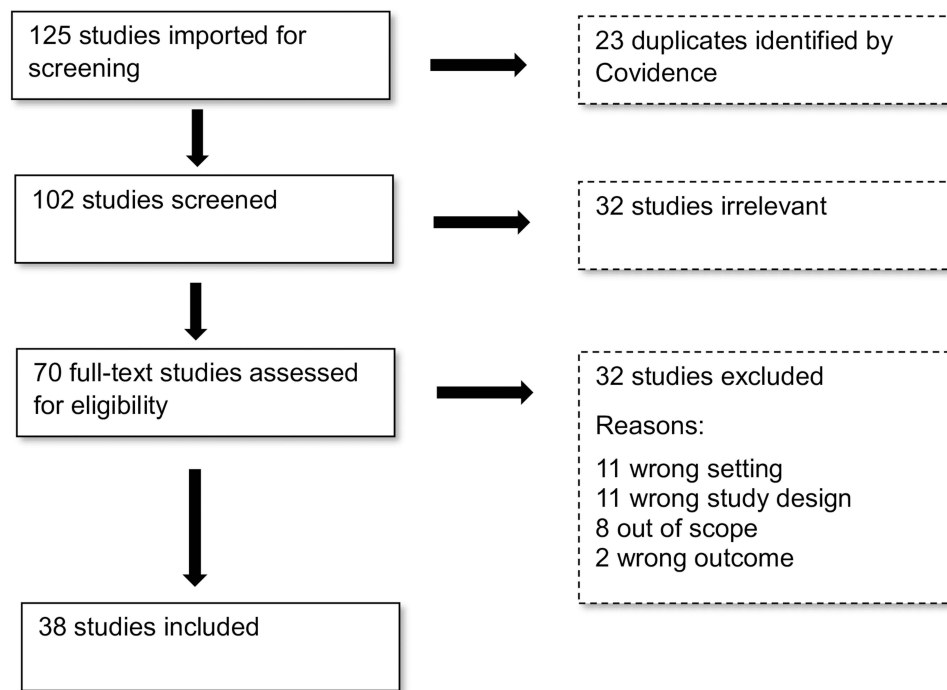 125 studies imported for
screening
23 duplicates identified by
Covidence
102 studies screened
32 studies irrelevant
70 full-text studies assessed
for eligibility
32 studies excluded
Reasons:
11 wrong setting
11 wrong study design
8 out of scope
2 wrong outcome
38 studies included